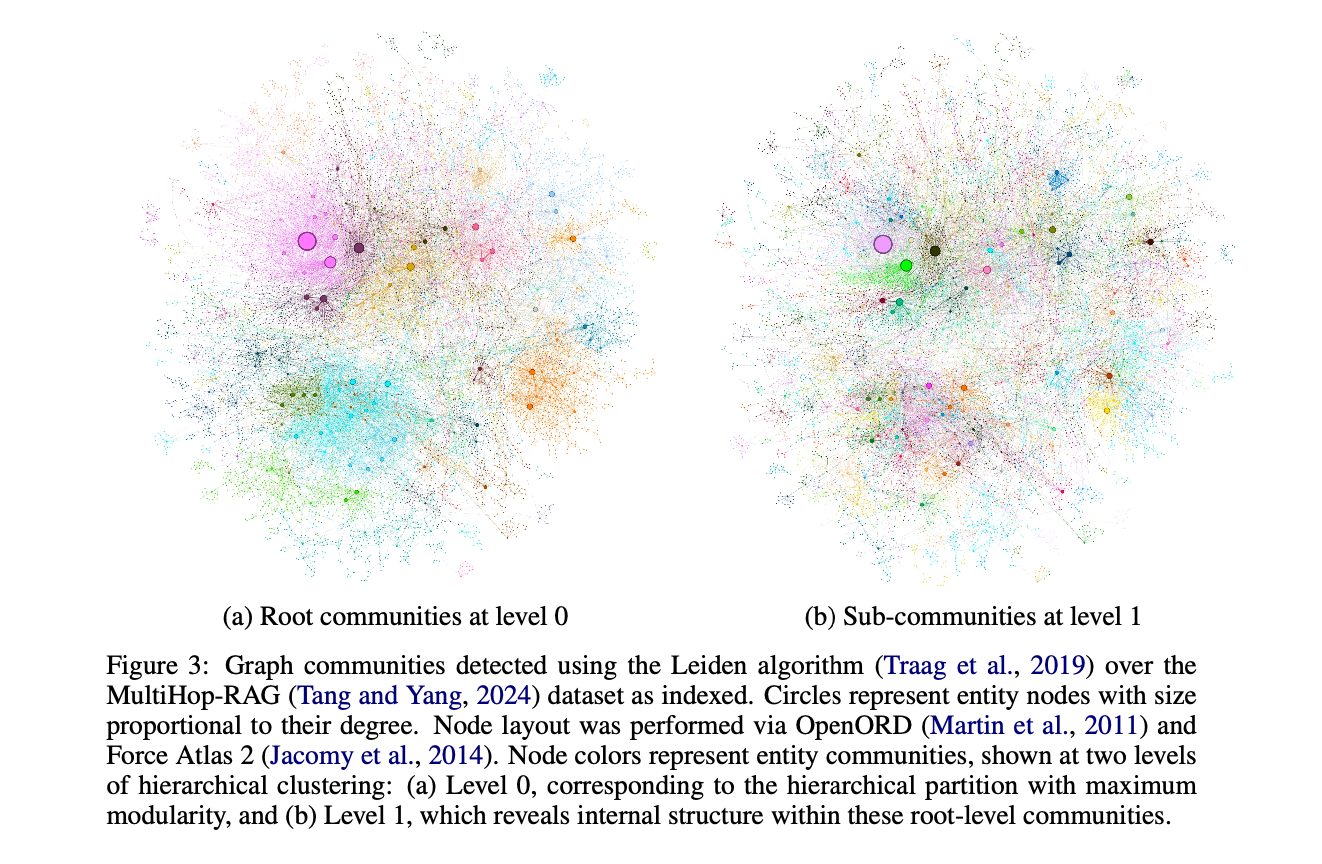 (a) Root communities at level 0
(b) Sub-communities at level 1
Figure 3: Graph communities detected using the Leiden algorithm (Traag et al., 2019) over the
MultiHop-RAG (Tang and Yang, 2024) dataset as indexed. Circles represent entity nodes with size
proportional to their degree. Node layout was performed via OpenORD (Martin et al., 2011) and
Force Atlas 2 (Jacomy et al., 2014). Node colors represent entity communities, shown at two levels
of hierarchical clustering: (a) Level 0, corresponding to the hierarchical partition with maximum
modularity, and (b) Level 1, which reveals internal structure within these root-level communities.